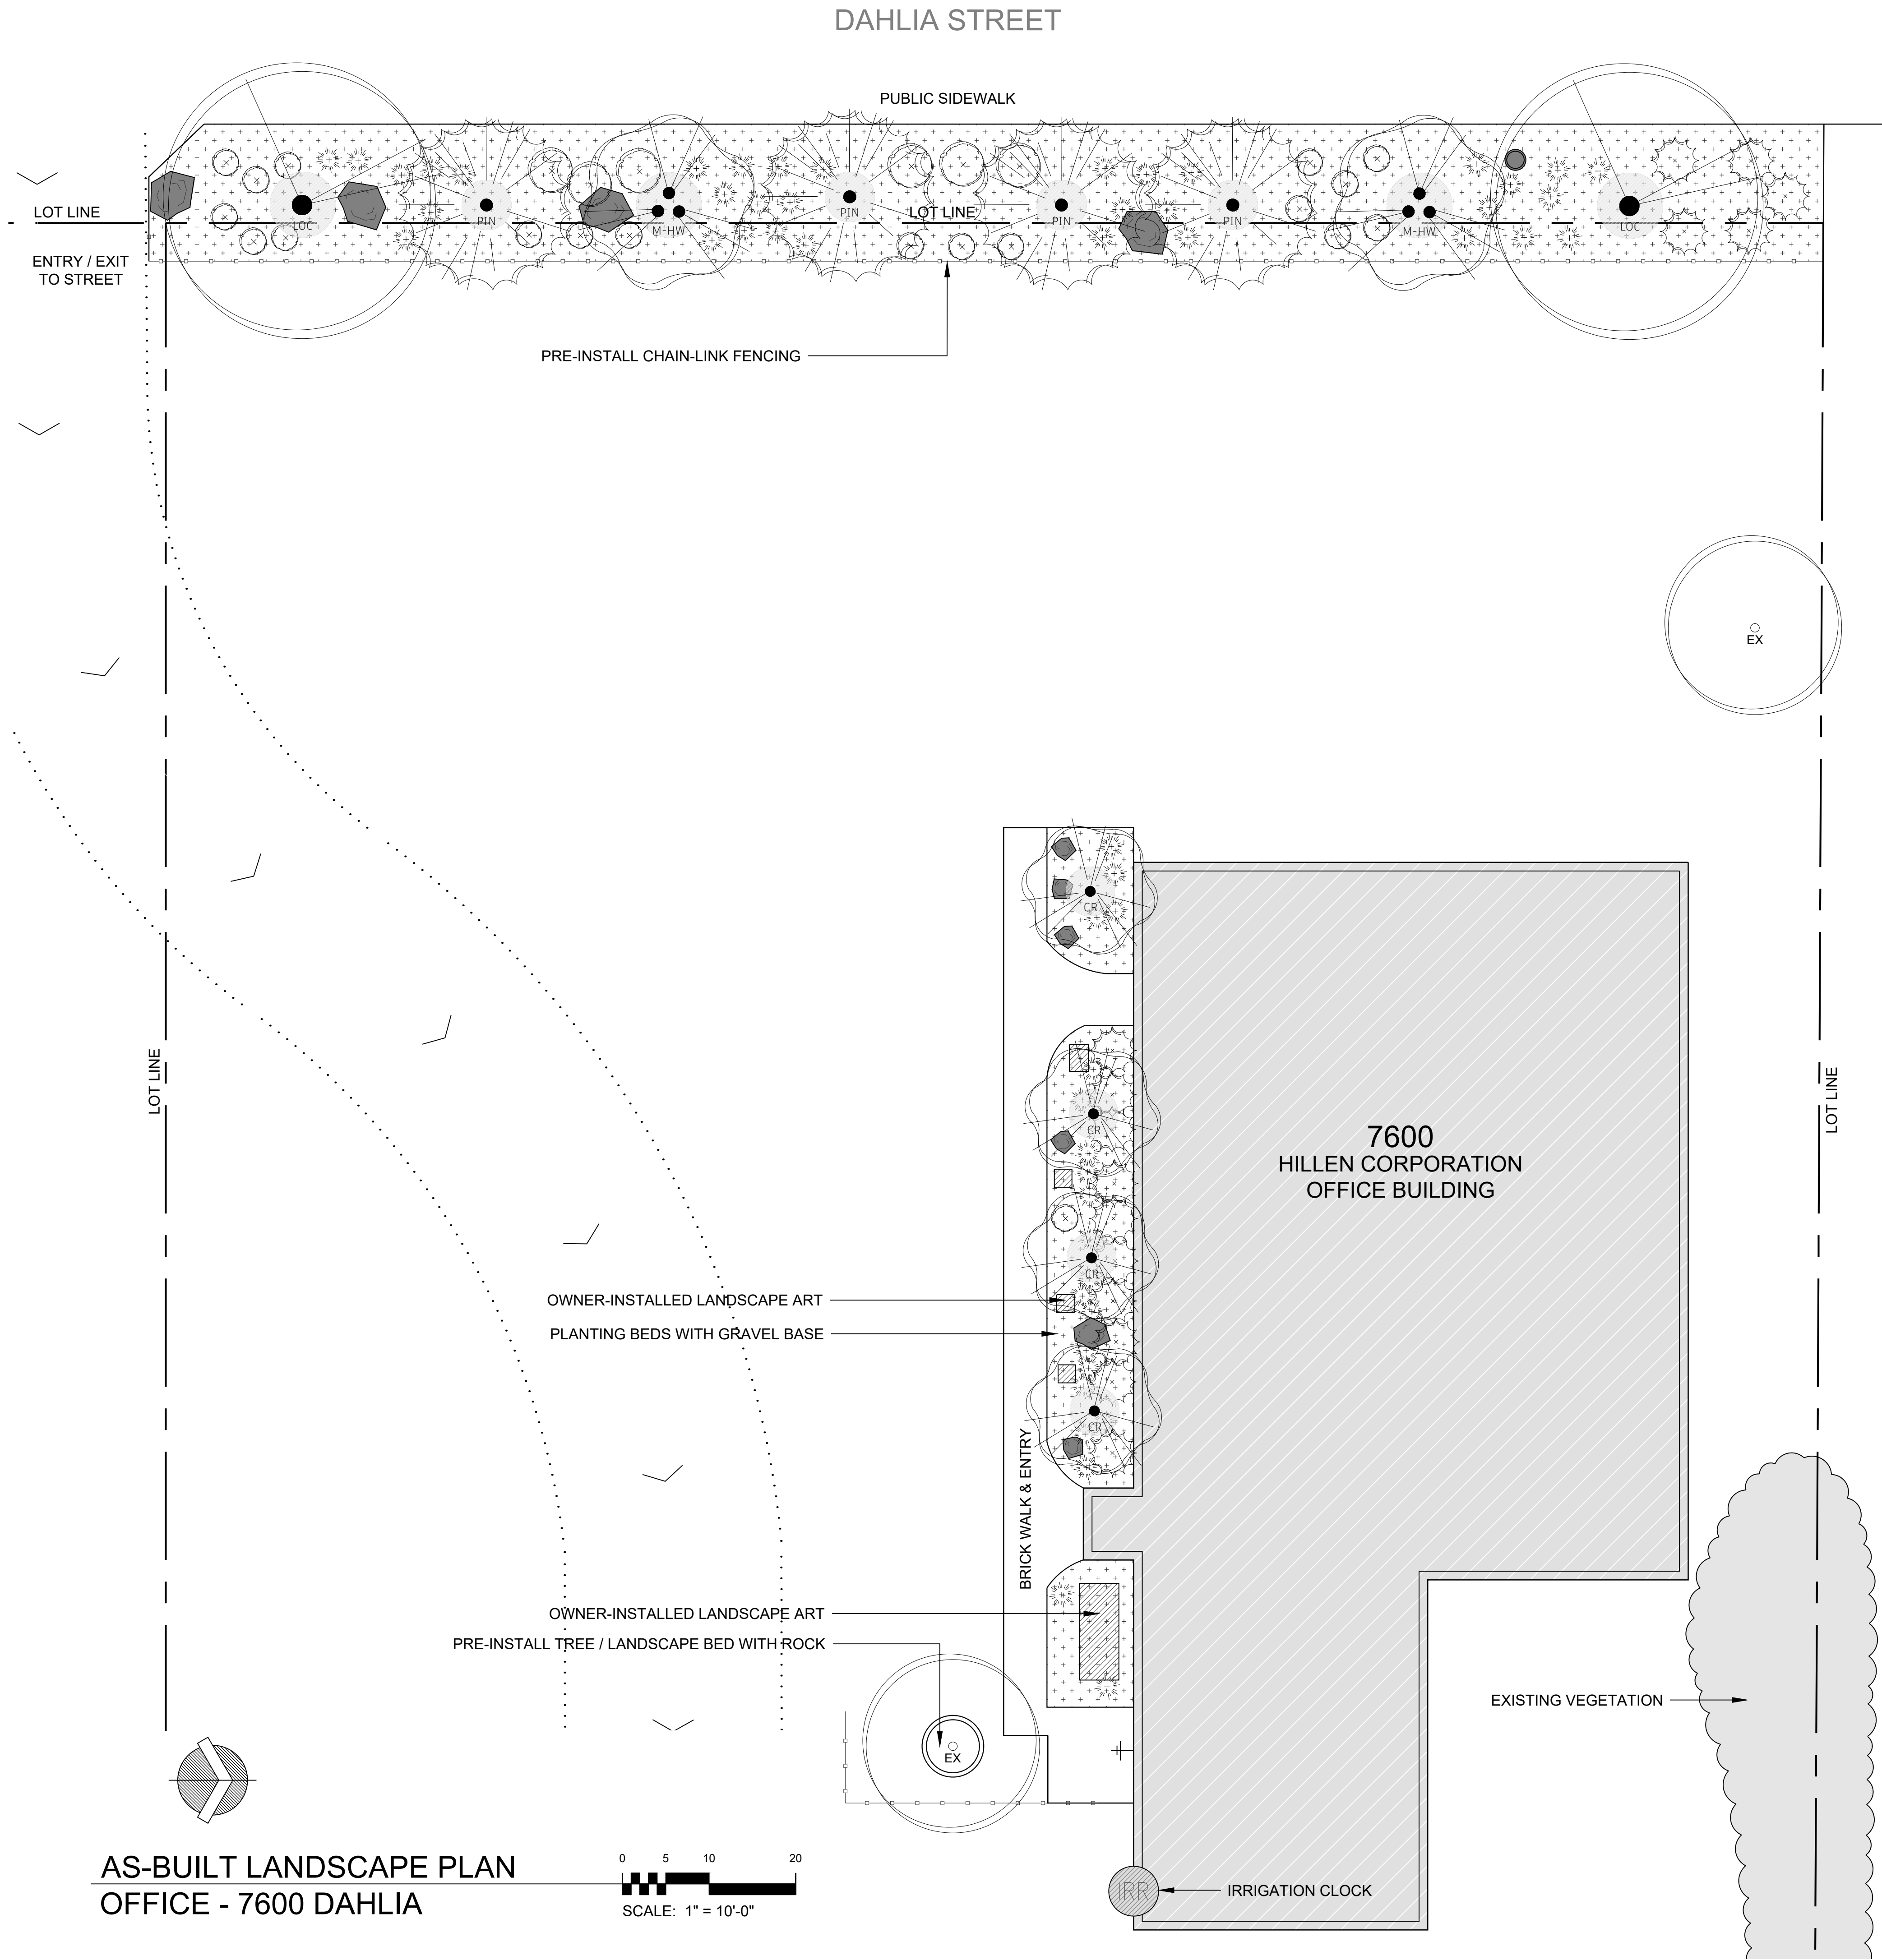 DAHLIA STREET
PUBLIC SIDEWALK
LOT LINE
LOT LINE
LOC
PIN
M-HW
PIN
PIN
PIN
M-HW
LOC
ENTRY / EXIT
TO STREET
PRE-INSTALL CHAIN-LINK FENCING
EX
CR
LOT LINE
LOT LINE
CR
7600
HILLEN CORPORATION
OFFICE BUILDING
CR
OWNER-INSTALLED LANDSCAPE ART
PLANTING BEDS WITH GRAVEL BASE
CR
BRICK WALK & ENTRY
OWNER-INSTALLED LANDSCAPE ART
PRE-INSTALL TREE / LANDSCAPE BED WITH ROCK
EXISTING VEGETATION
EX
AS-BUILT LANDSCAPE PLAN
OFFICE - 7600 DAHLIA
0 5 10 20
SCALE: 1" = 10'-0"
IRR
IRRIGATION CLOCK